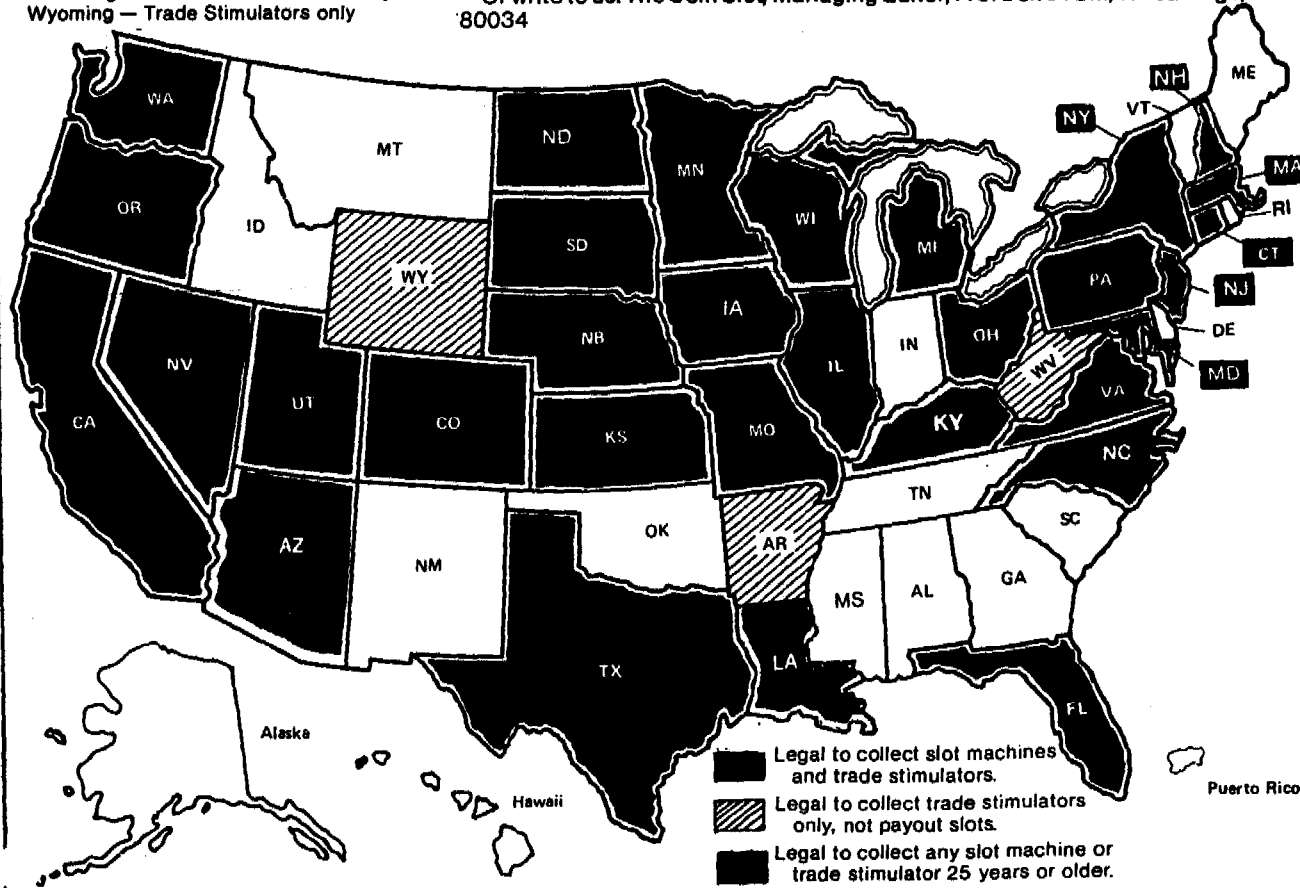 Wyoming — Trade Stimulators only
80034
WA
OR
CA
NV
ID
MT
WY
UT
CO
AZ
NM
ND
SD
NB
KS
OK
TX
MN
IA
MO
AR
LA
WI
IL
MI
IN
OH
KY
TN
MS
AL
GA
FL
SC
NC
VA
WV
PA
NY
VT
NH
ME
MA
RI
CT
NJ
DE
MD
Alaska
Hawaii
Puerto Rico
Legal to collect slot machines
and trade stimulators.
Legal to collect trade stimulators
only, not payout slots.
Legal to collect any slot machine or
trade stimulator 25 years or older.